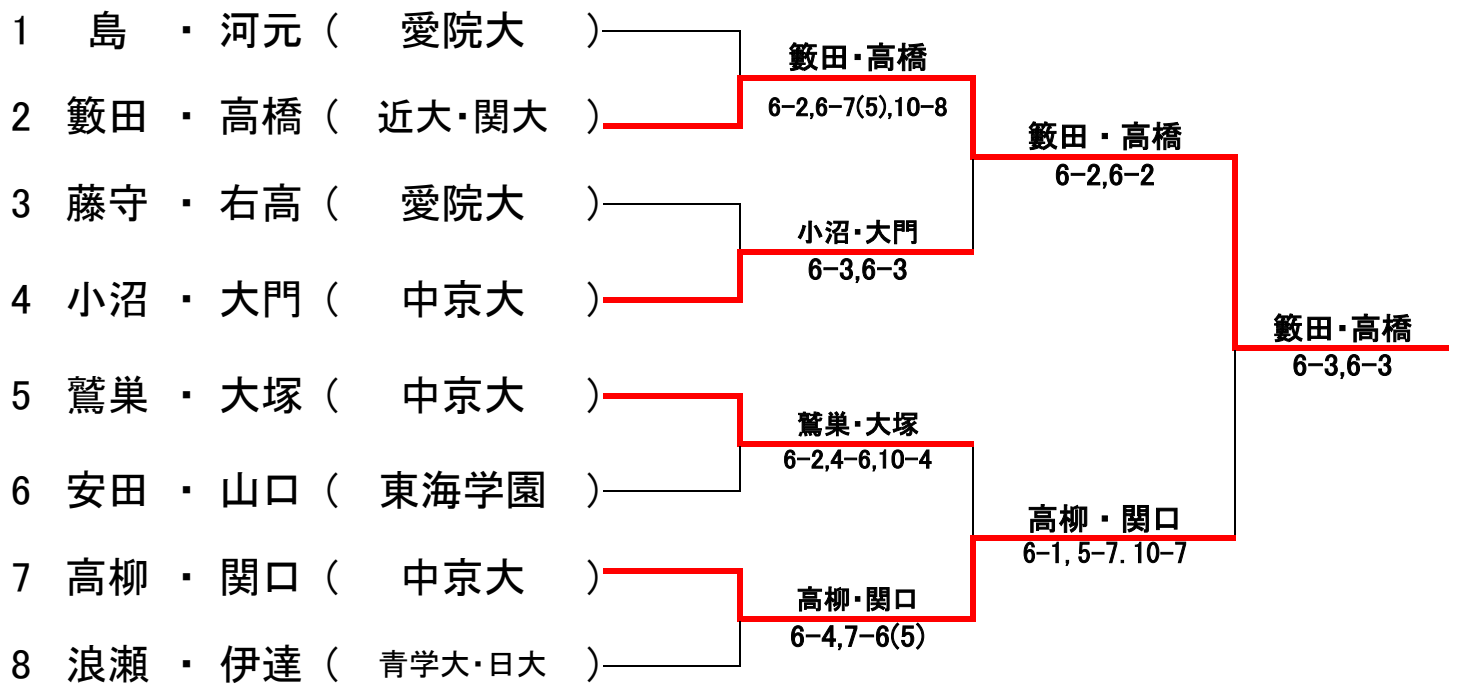 1 島 ・ 河元 ( 愛院大 )
2 籔田 ・ 高橋 ( 近大・関大 )
3 藤守 ・ 右高 ( 愛院大 )
4 小沼 ・ 大門 ( 中京大 )
5 鷲巣 ・ 大塚 ( 中京大 )
6 安田 ・ 山口 ( 東海学園 )
7 高柳 ・ 関口 ( 中京大 )
8 浪瀬 ・ 伊達 ( 青学大・日大 )
籔田・高橋
6-2,6-7(5),10-8
小沼・大門
6-3,6-3
鷲巣・大塚
6-2,4-6,10-4
高柳・関口
6-4,7-6(5)
籔田 ・ 高橋
6-2,6-2
高柳 ・ 関口
6-1, 5-7. 10-7
籔田・高橋
6-3,6-3